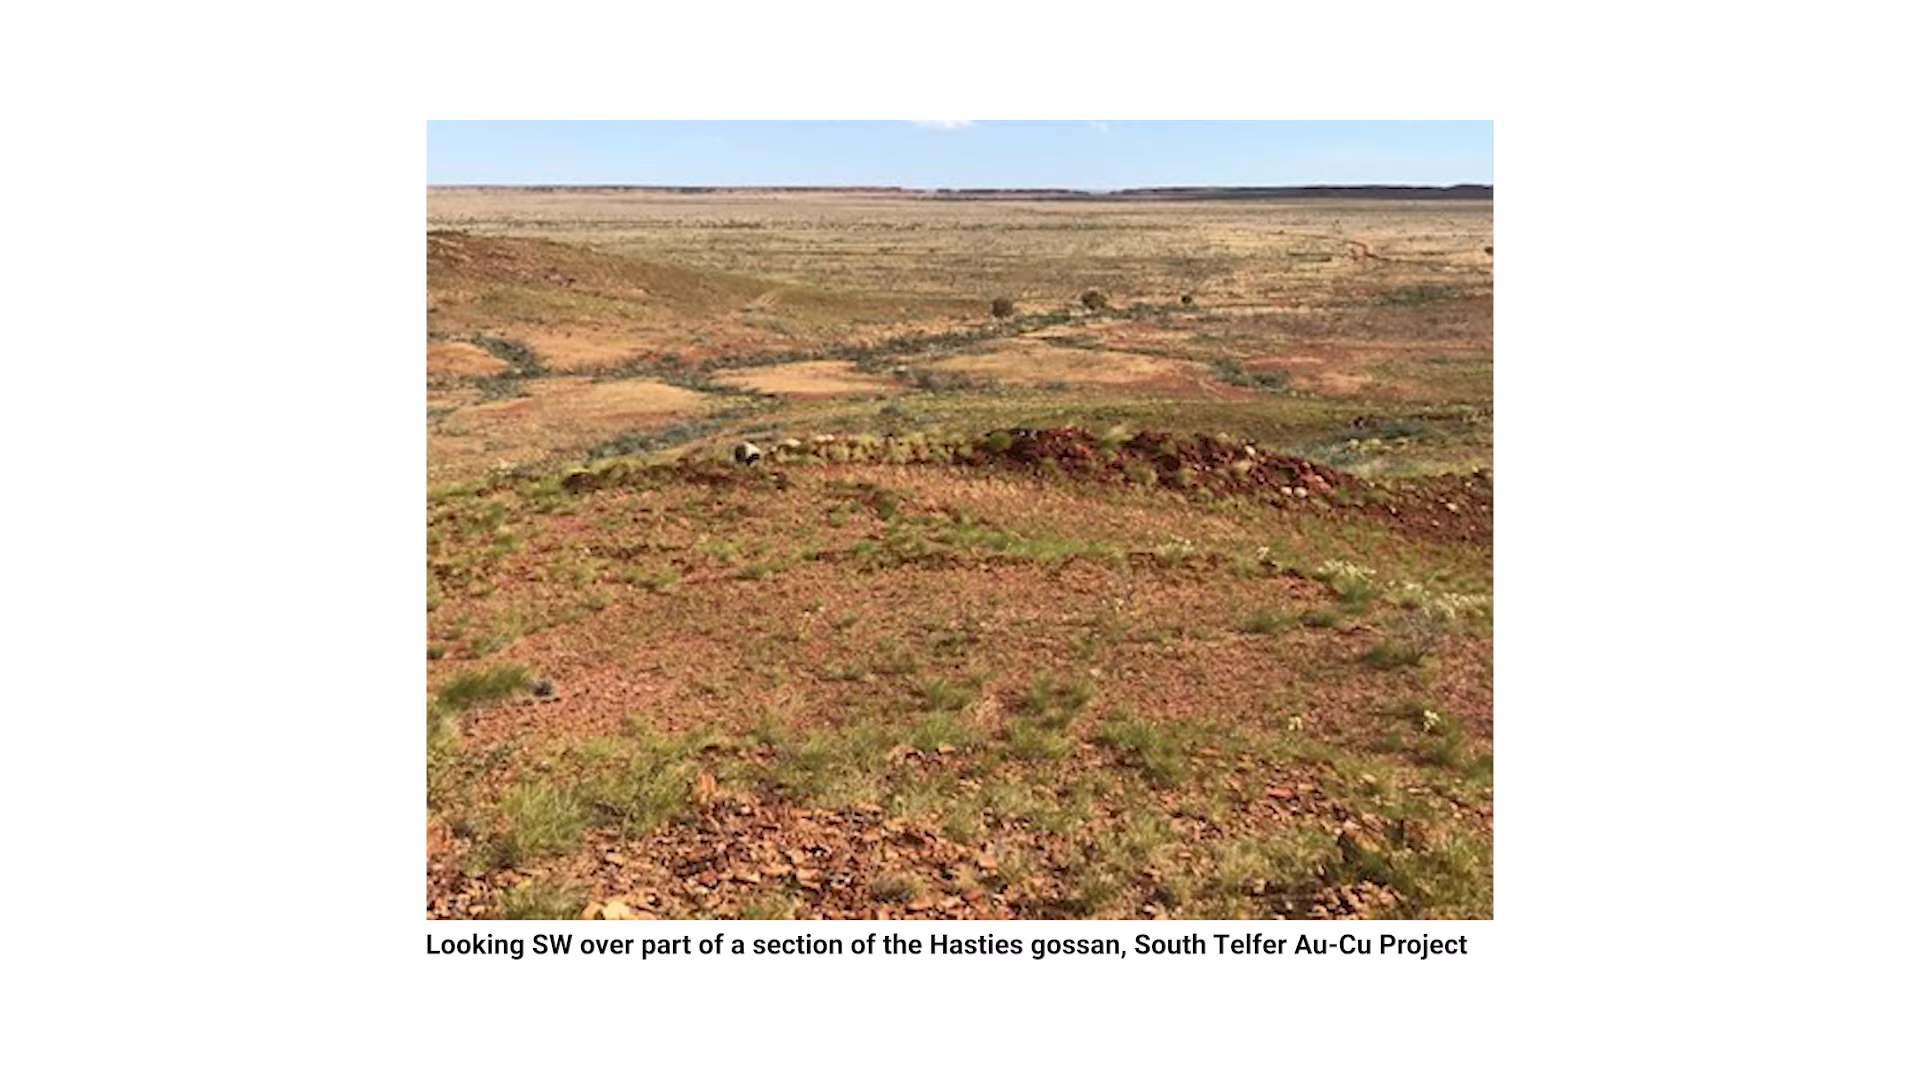 Looking SW over part of a section of the Hasties gossan, South Telfer Au-Cu Project